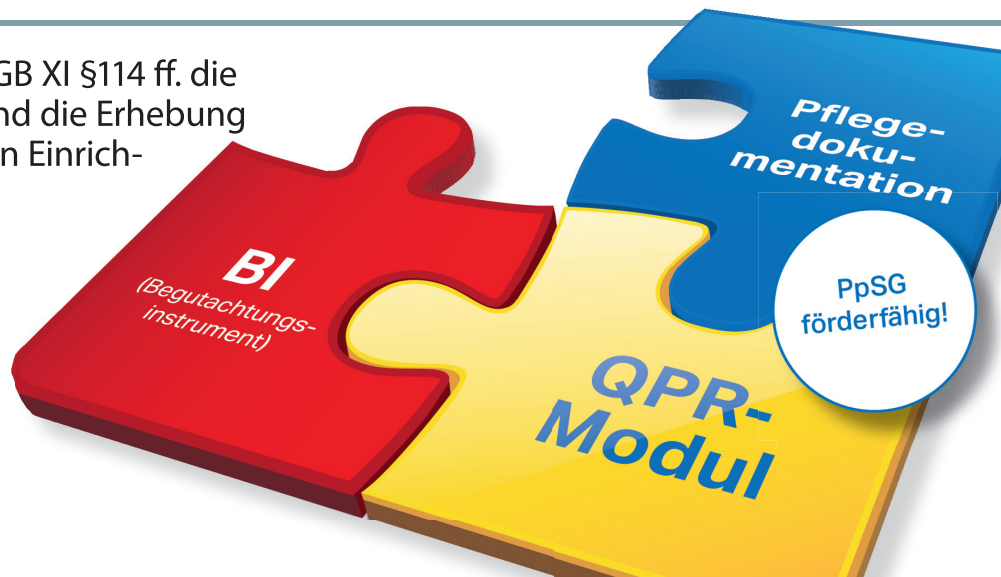 GB XI §114 ff. die
nd die Erhebung
n Einrich-
Pflege-
doku-
mentation
BI
(Begutachtungs-
instrument)
PpSG
förderfähig!
QPR-
Modul